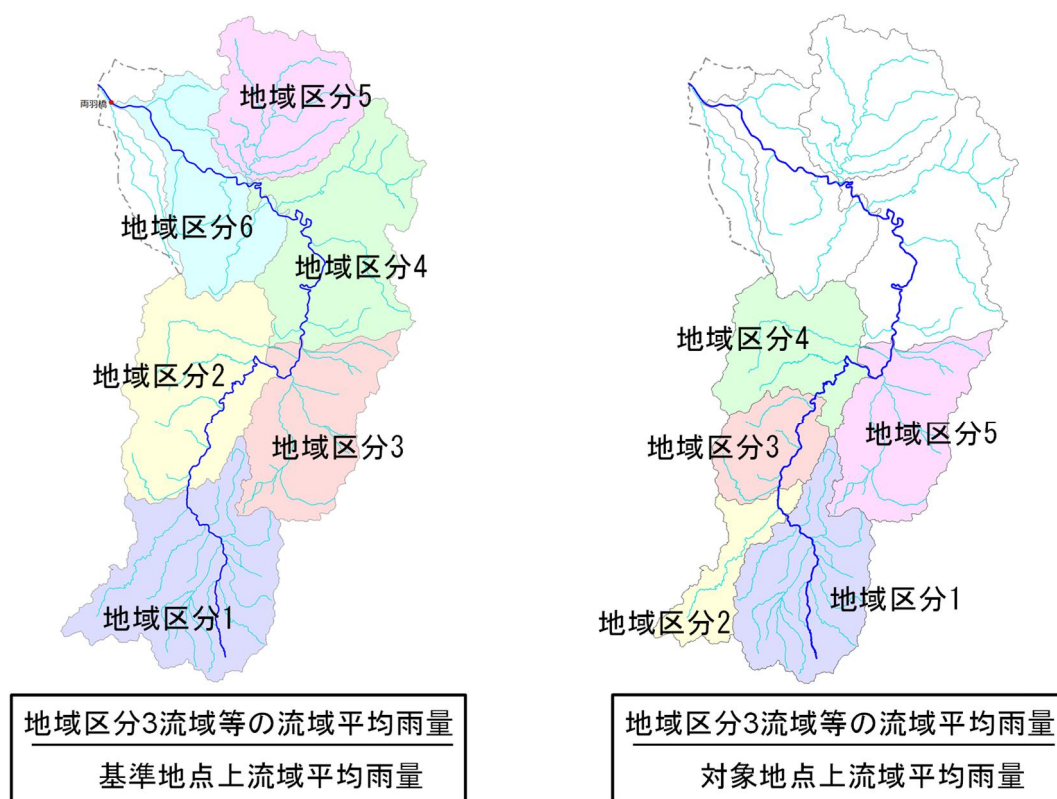 地域区分5
両羽橋
地域区分6
地域区分4
地域区分2
地域区分3
地域区分1
地域区分3流域等の流域平均雨量
基準地点上流域平均雨量
地域区分4
地域区分3
地域区分5
地域区分1
地域区分2
地域区分3流域等の流域平均雨量
対象地点上流域平均雨量